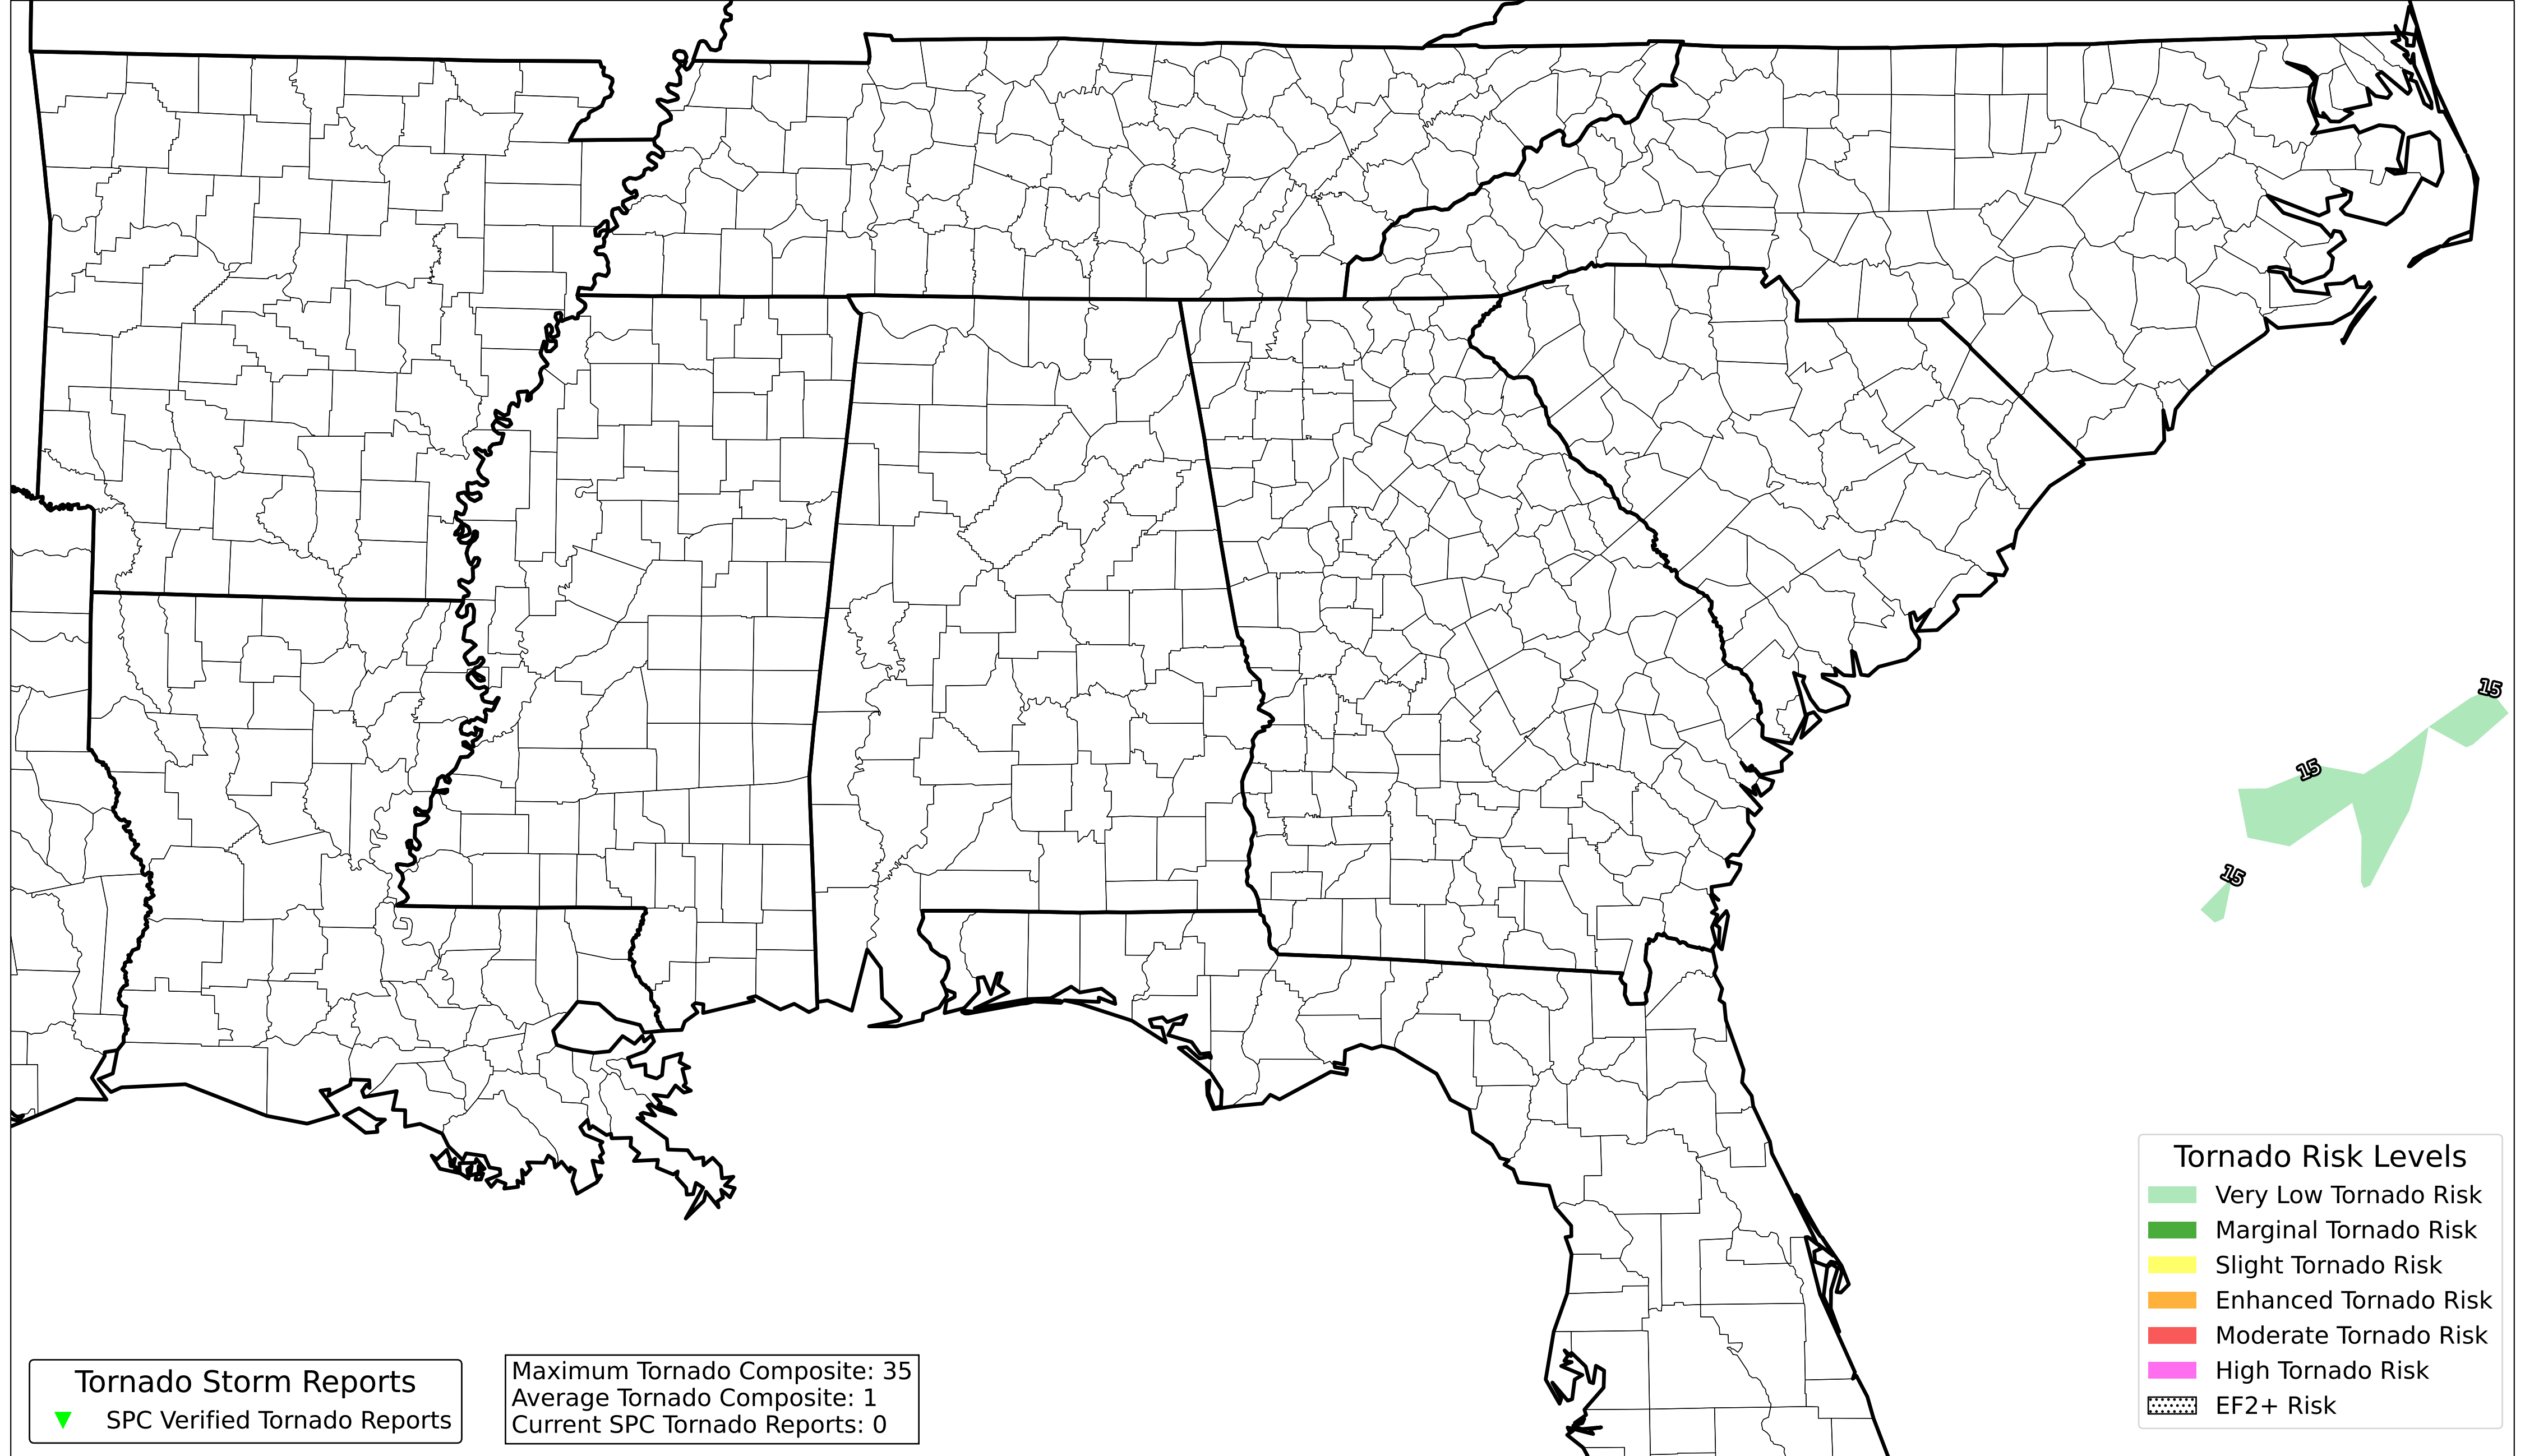 15
15
15
Tornado Risk Levels
Very Low Tornado Risk
Marginal Tornado Risk
Slight Tornado Risk
Enhanced Tornado Risk
Moderate Tornado Risk
High Tornado Risk
EF2+ Risk
Tornado Storm Reports
SPC Verified Tornado Reports
Maximum Tornado Composite: 35
Average Tornado Composite: 1
Current SPC Tornado Reports: 0